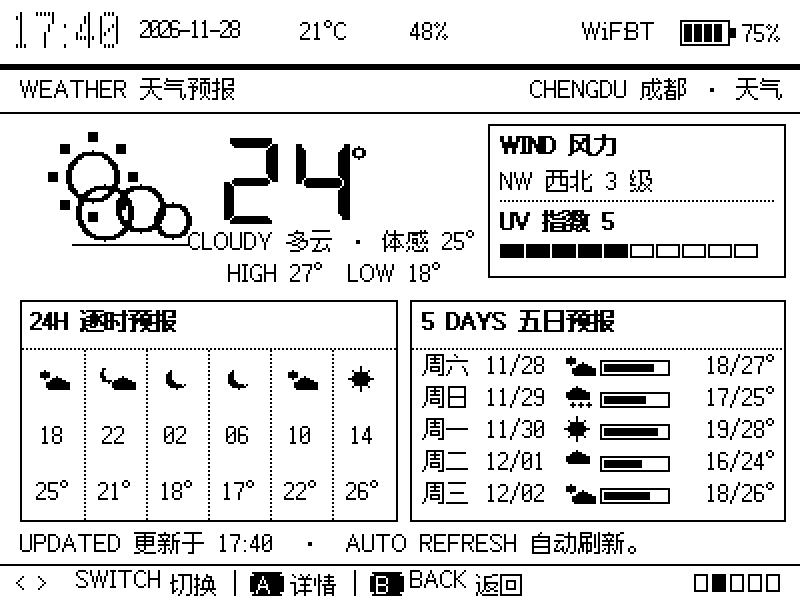 17:40 2026-11-28 21°C 48% WiFBT 75%
WEATHER 天气预报 CHENGDU 成都 · 天气
24°
CLOUDY 多云 · 体感 25°
HIGH 27° LOW 18°
WIND 风力
NW 西北 3 级
UV 指数 5
24H 逐时预报
18 22 02 06 10 14
25° 21° 18° 17° 22° 26°
5 DAYS 五日预报
周六 11/28 18/27°
周日 11/29 17/25°
周一 11/30 19/28°
周二 12/01 16/24°
周三 12/02 18/26°
UPDATED 更新于 17:40 · AUTO REFRESH 自动刷新。
< > SWITCH 切换 | A 详情 | B BACK 返回